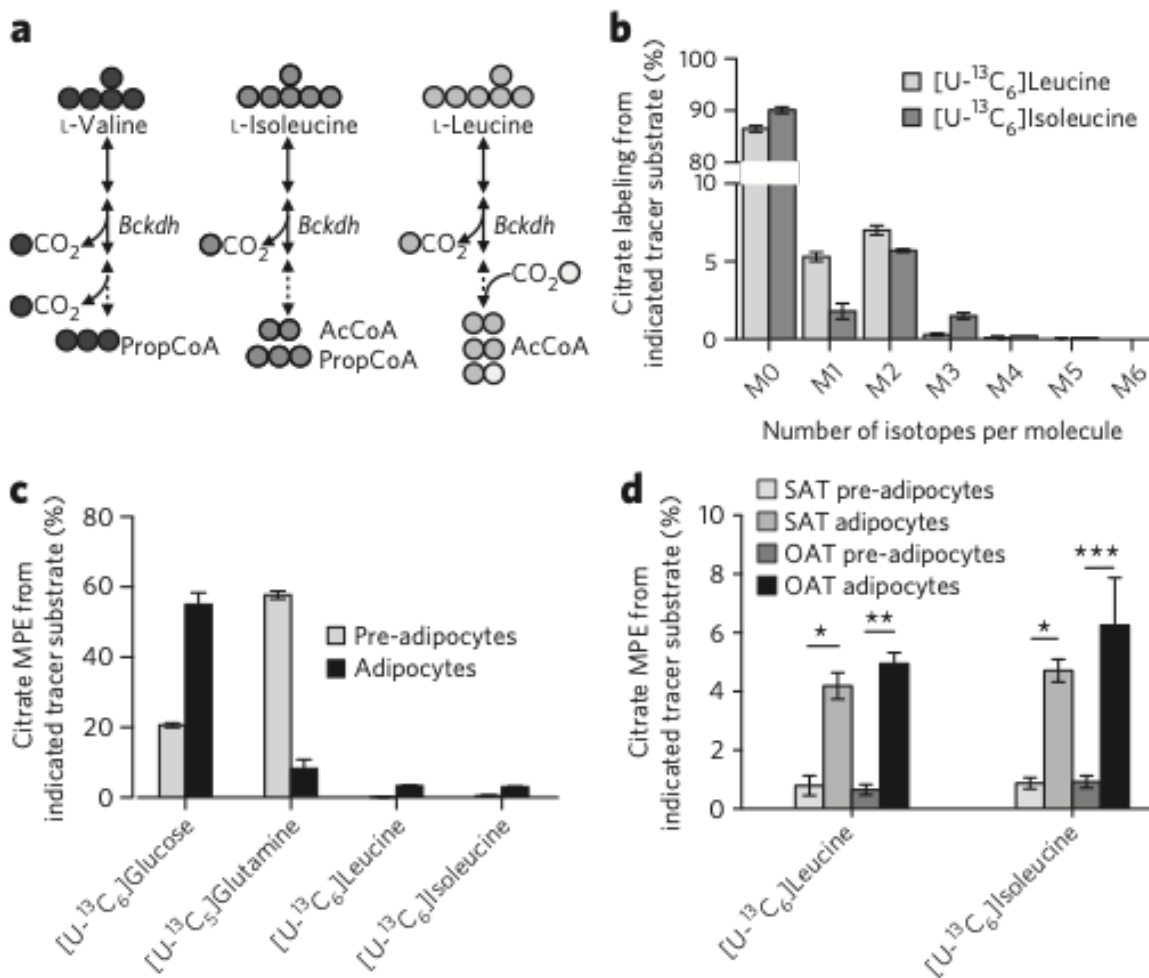 a
L-Valine
L-Isoleucine
L-Leucine
CO2
Bckdh
CO2
PropCoA
CO2
Bckdh
AcCoA
PropCoA
CO2
Bckdh
CO2
AcCoA
b
Citrate labeling from
indicated tracer substrate (%)
100
90
80
10
5
0
[U-13C6]Leucine
[U-13C6]Isoleucine
M0
M1
M2
M3
M4
M5
M6
Number of isotopes per molecule
c
Citrate MPE from
indicated tracer substrate (%)
80
60
40
20
0
Pre-adipocytes
Adipocytes
[U-13C6]Glucose
[U-13C5]Glutamine
[U-13C6]Leucine
[U-13C6]Isoleucine
d
SAT pre-adipocytes
SAT adipocytes
OAT pre-adipocytes
OAT adipocytes
Citrate MPE from
indicated tracer substrate (%)
10
8
6
4
2
0
*
**
*
***
[U-13C6]Leucine
[U-13C6]Isoleucine